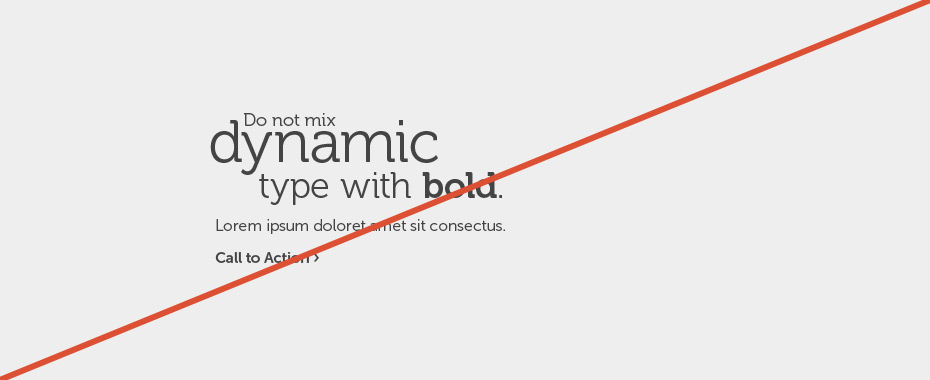 Do not mix
dynamic
type with bold.
Lorem ipsum doloret amet sit consectus.
Call to Action ›